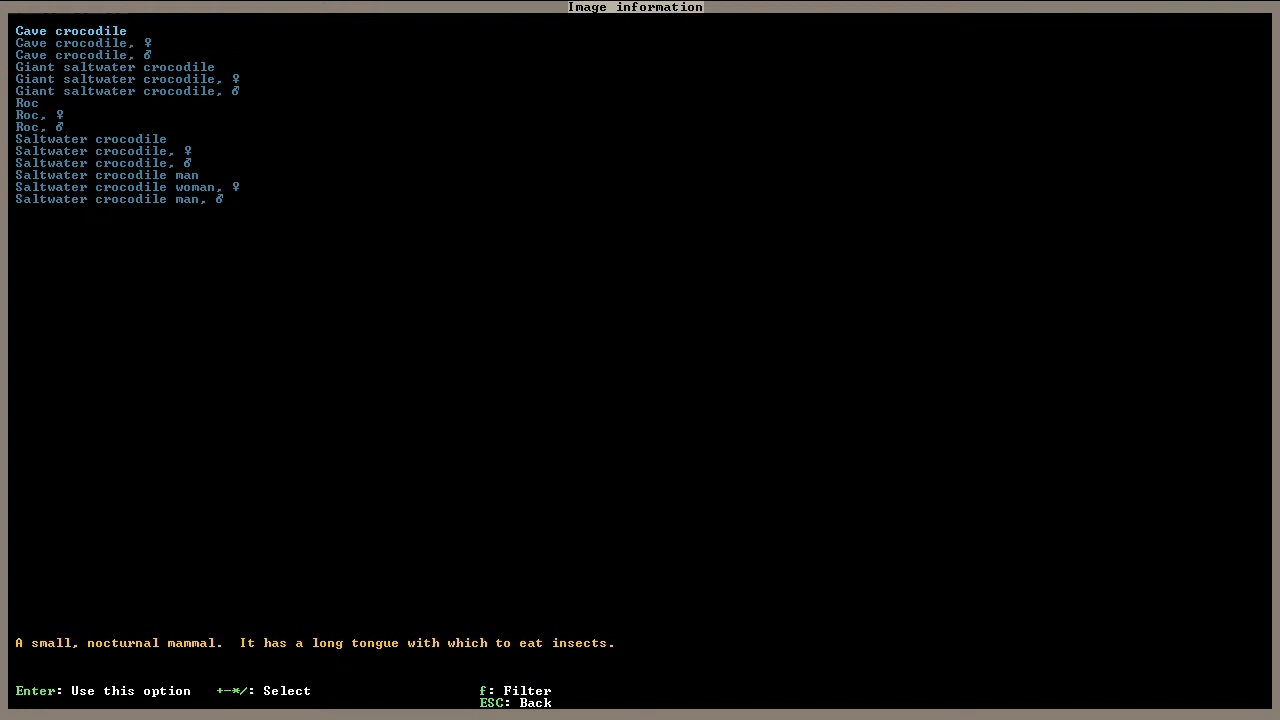 Image information
Cave crocodile
Cave crocodile, ♀
Cave crocodile, ♂
Giant saltwater crocodile
Giant saltwater crocodile, ♀
Giant saltwater crocodile, ♂
Roc
Roc, ♀
Roc, ♂
Saltwater crocodile
Saltwater crocodile, ♀
Saltwater crocodile, ♂
Saltwater crocodile man
Saltwater crocodile woman, ♀
Saltwater crocodile man, ♂
A small, nocturnal mammal.  It has a long tongue with which to eat insects.
Enter: Use this option   +-*/: Select   f: Filter
ESC: Back